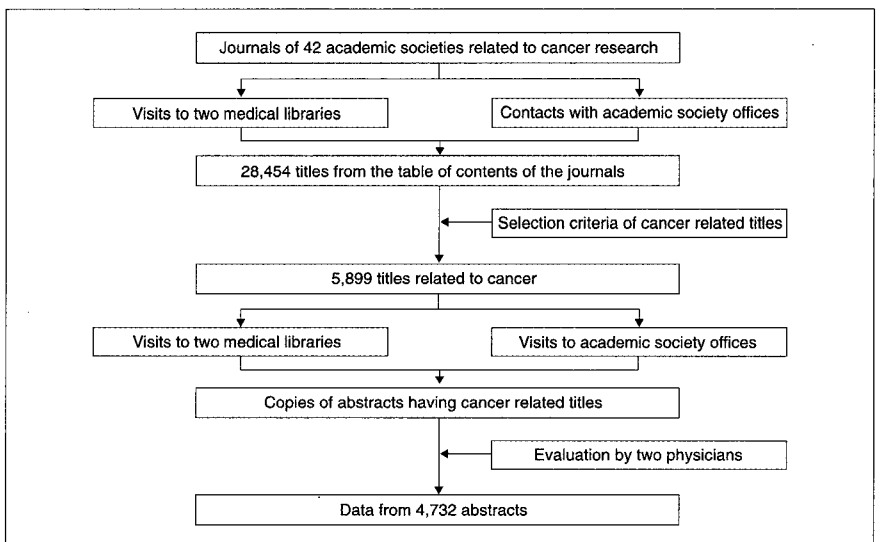 Journals of 42 academic societies related to cancer research
Visits to two medical libraries
Contacts with academic society offices
28,454 titles from the table of contents of the journals
Selection criteria of cancer related titles
5,899 titles related to cancer
Visits to two medical libraries
Visits to academic society offices
Copies of abstracts having cancer related titles
Evaluation by two physicians
Data from 4,732 abstracts